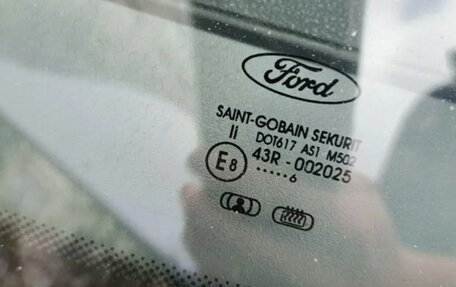 Ford
SAINT-GOBAIN SEKURIT
II DOT617 AS1 M502
E8 43R - 002025
......6